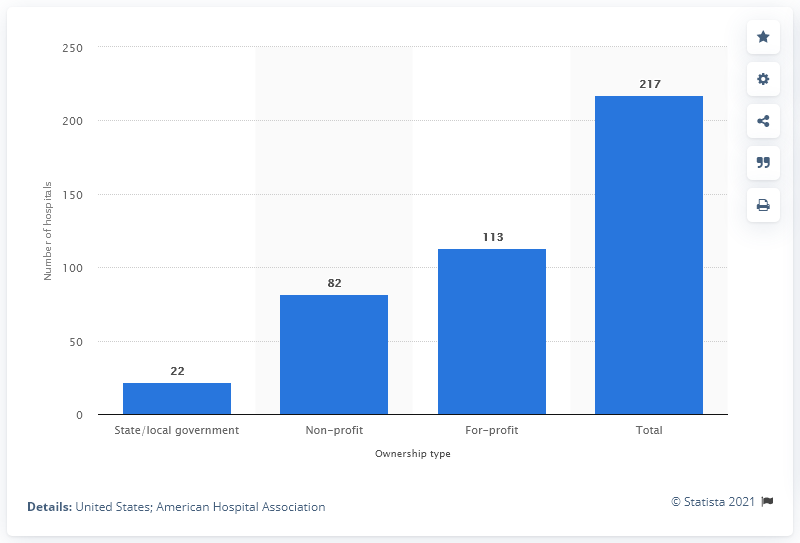 250
200
150
100
50
0
Number of hospitals
22
82
113
217
State/local government
Non-profit
For-profit
Total
Ownership type
Details: United States; American Hospital Association
© Statista 2021